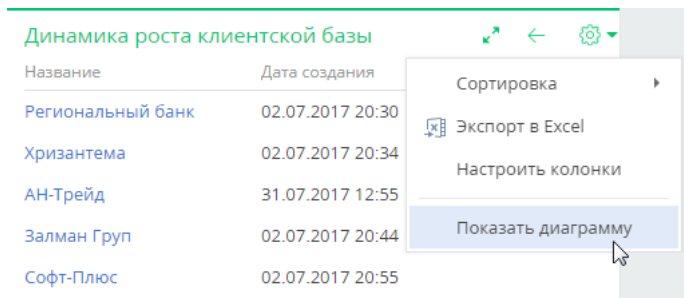 Динамика роста клиентской базы
Название Дата создания
Региональный банк 02.07.2017 20:30
Хризантема 02.07.2017 20:34
АН-Трейд 31.07.2017 12:55
Залман Груп 02.07.2017 20:44
Софт-Плюс 02.07.2017 20:55
Сортировка
Экспорт в Excel
Настроить колонки
Показать диаграмму